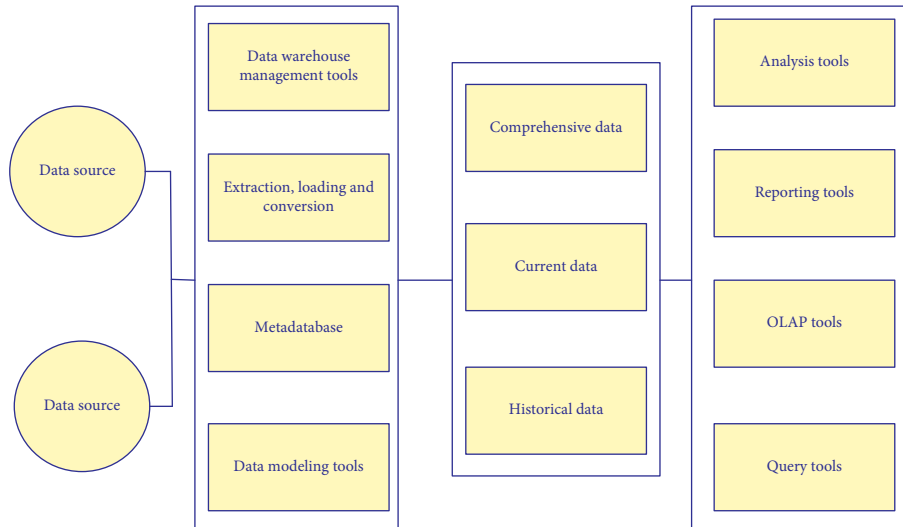 Data source
Data source
Data warehouse
management tools
Extraction, loading and
conversion
Metadatabase
Data modeling tools
Comprehensive data
Current data
Historical data
Analysis tools
Reporting tools
OLAP tools
Query tools